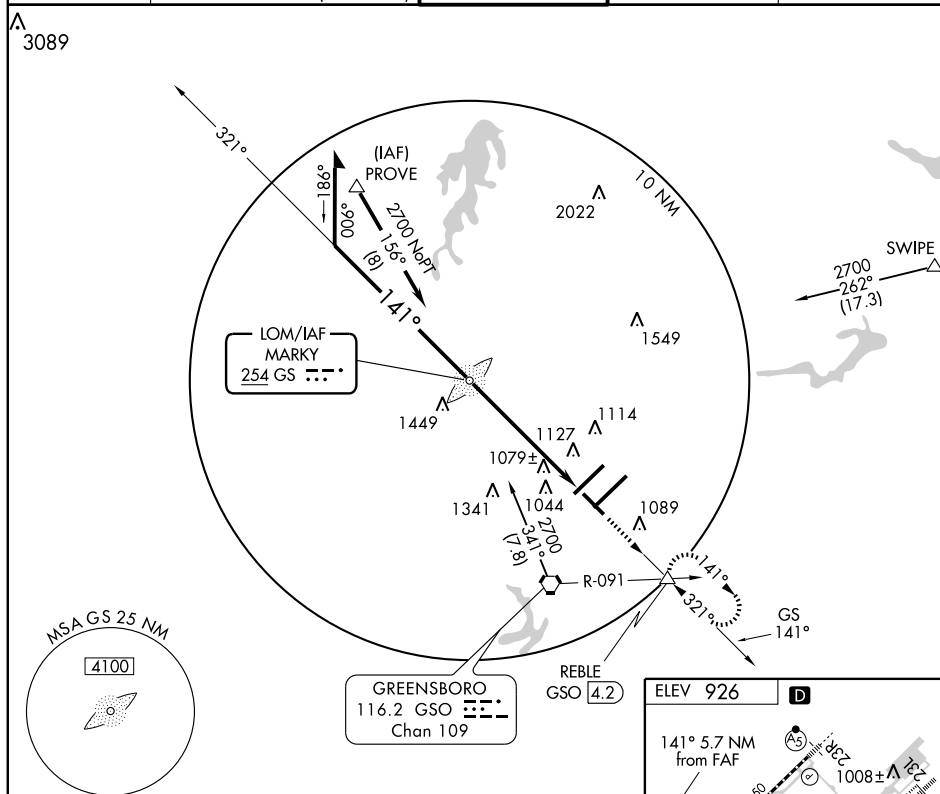 3089
321°
186°
006°
(IAF)
PROVE
2700 NoPT
156°
(8)
141°
2022
10 NM
SWIPE
2700
262°
(17.3)
1549
LOM/IAF
MARKY
254 GS
1449
1114
1127
1079±
1044
1341
1089
2700
341°
(7.8)
R-091
141°
321°
GS
141°
REBLE
GSO 4.2
GREENSBORO
116.2 GSO
Chan 109
MSA GS 25 NM
4100
ELEV 926
D
141° 5.7 NM
from FAF
A5
23R
P
1008±
23L
50